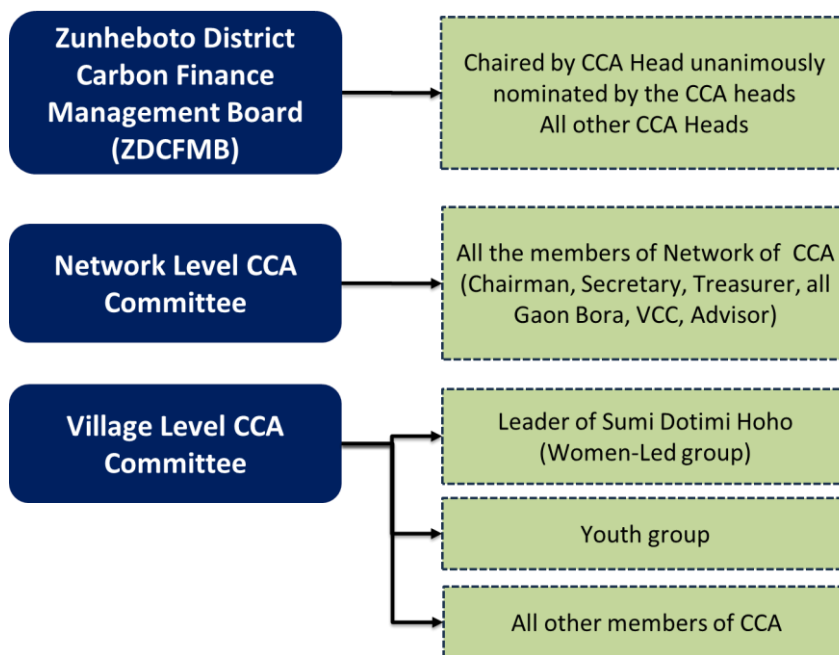 Zunheboto District
Carbon Finance
Management Board
(ZDCFMB)
Chaired by CCA Head unanimously
nominated by the CCA heads
All other CCA Heads
Network Level CCA
Committee
All the members of Network of CCA
(Chairman, Secretary, Treasurer, all
Gaon Bora, VCC, Advisor)
Village Level CCA
Committee
Leader of Sumi Dotimi Hoho
(Women-Led group)
Youth group
All other members of CCA